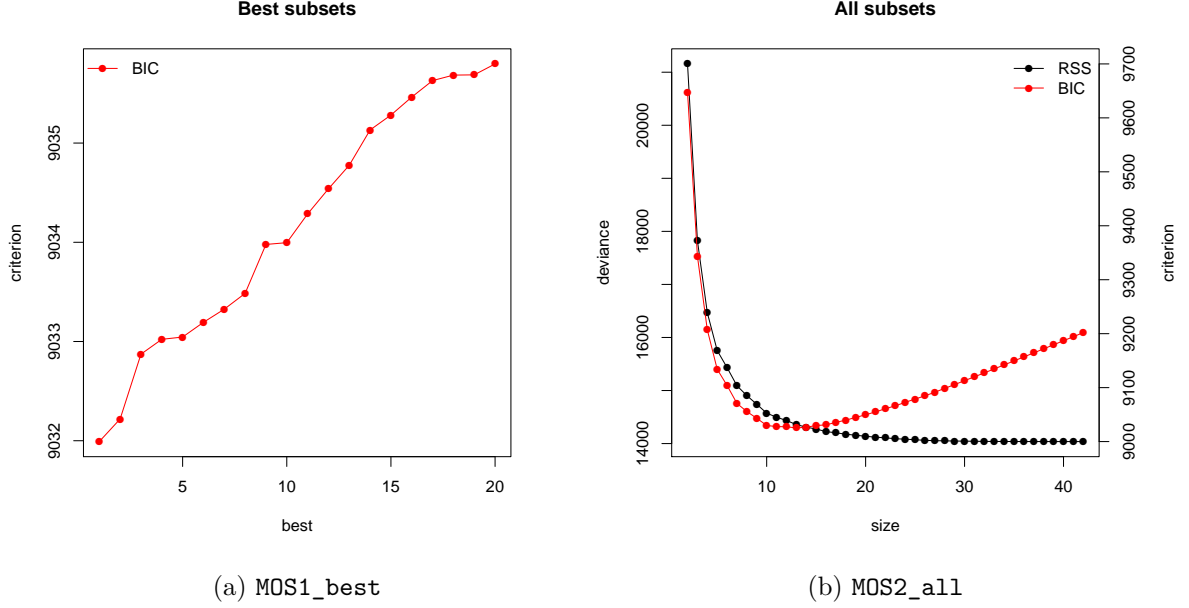 Best subsets
BIC
criterion
9032 9033 9034 9035
5 10 15 20
best
(a) MOS1_best
All subsets
RSS
BIC
deviance
14000 16000 18000 20000
9000 9100 9200 9300 9400 9500 9600 9700
criterion
10 20 30 40
size
(b) MOS2_all